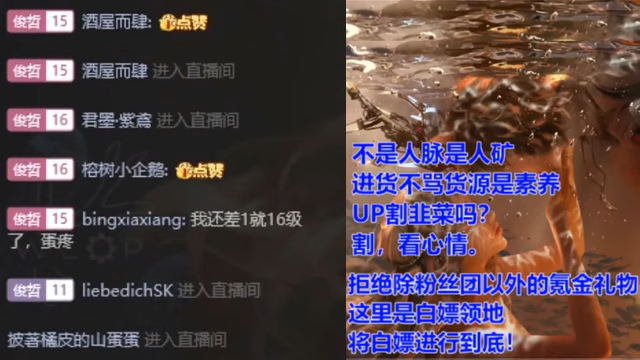 俊哲 15 酒屋而肆: 点赞
俊哲 15 酒屋而肆 进入直播间
俊哲 16 君墨·紫鸢 进入直播间
俊哲 16 榕树小企鹅: 点赞
俊哲 15 bingxiaxiang: 我还差1就16级
了，蛋疼
俊哲 11 liebedichSK 进入直播间
披著橘皮的山蛋蛋 进入直播间
不是人脉是人矿
进货不骂货源是素养
UP割韭菜吗?
割，看心情。
拒绝除粉丝团以外的氪金礼物
这里是白嫖领地
将白嫖进行到底!